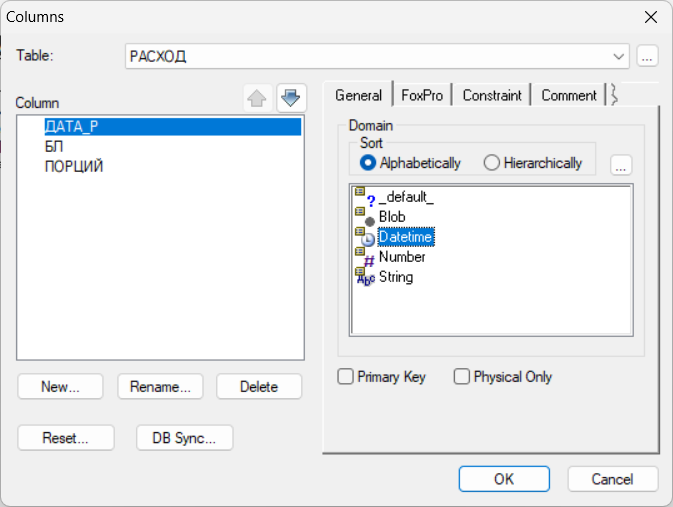 Columns
Table:
РАСХОД
...
Column
ДАТА_Р
БЛ
ПОРЦИЙ
New...
Rename...
Delete
Reset...
DB Sync...
General
FoxPro
Constraint
Comment
Domain
Sort
Alphabetically
Hierarchically
...
_default_
Blob
Datetime
Number
String
Primary Key
Physical Only
OK
Cancel